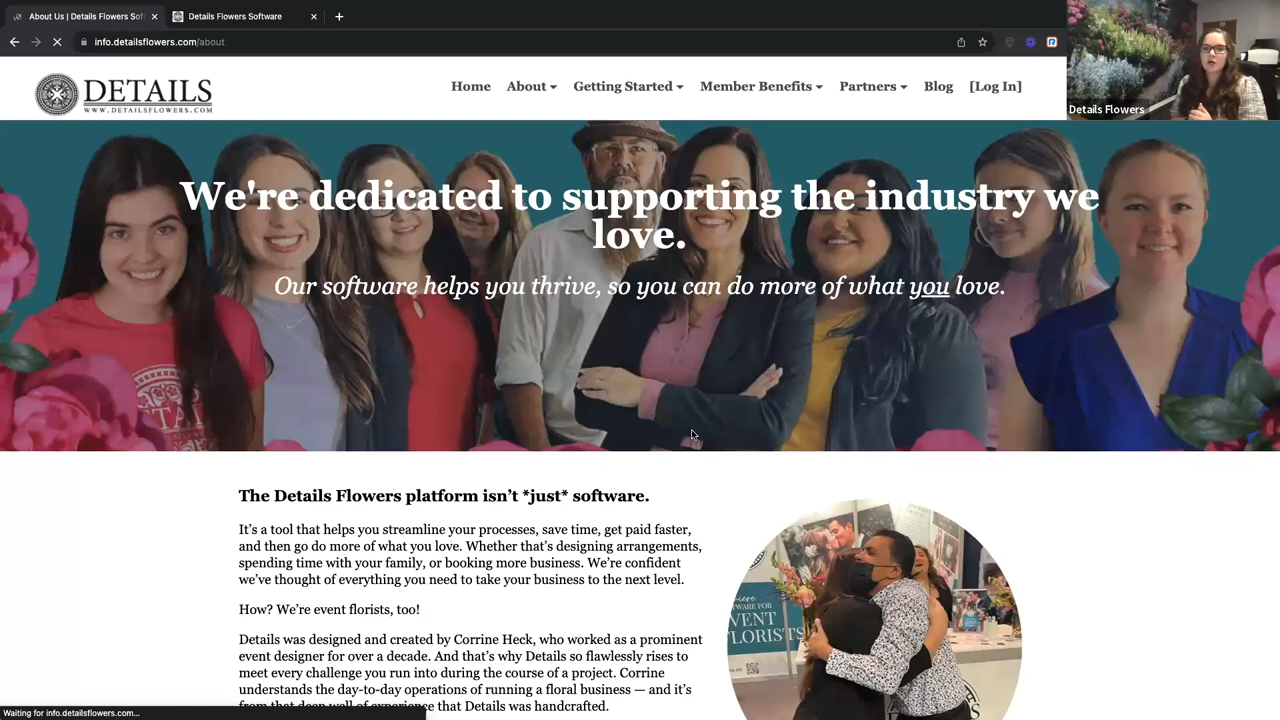 About Us | Details Flowers Sof
Details Flowers Software
info.detailsflowers.com/about
Details Flowers
DETAILS
WWW.DETAILSFLOWERS.COM
Home About Getting Started Member Benefits Partners Blog [Log In]
We're dedicated to supporting the industry we
love.
Our software helps you thrive, so you can do more of what you love.
The Details Flowers platform isn’t *just* software.
It’s a tool that helps you streamline your processes, save time, get paid faster,
and then go do more of what you love. Whether that’s designing arrangements,
spending time with your family, or booking more business. We’re confident
we’ve thought of everything you need to take your business to the next level.
How? We’re event florists, too!
Details was designed and created by Corrine Heck, who worked as a prominent
event designer for over a decade. And that’s why Details so flawlessly rises to
meet every challenge you run into during the course of a project. Corrine
understands the day-to-day operations of running a floral business — and it’s
from that deep well of experience that Details was handcrafted.
VENT
FLORISTS
Waiting for info.detailsflowers.com...